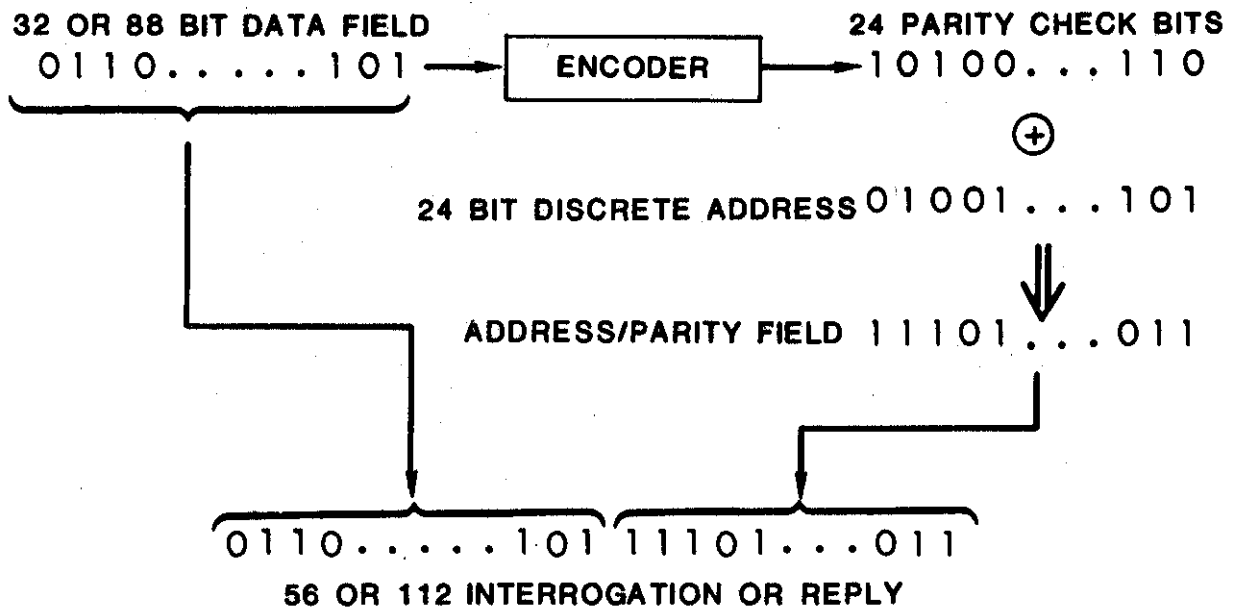 32 OR 88 BIT DATA FIELD
0110.....101
ENCODER
24 PARITY CHECK BITS
10100...110
+
24 BIT DISCRETE ADDRESS 01001...101
ADDRESS/PARITY FIELD 11101...011
0110.....101 11101...011
56 OR 112 INTERROGATION OR REPLY